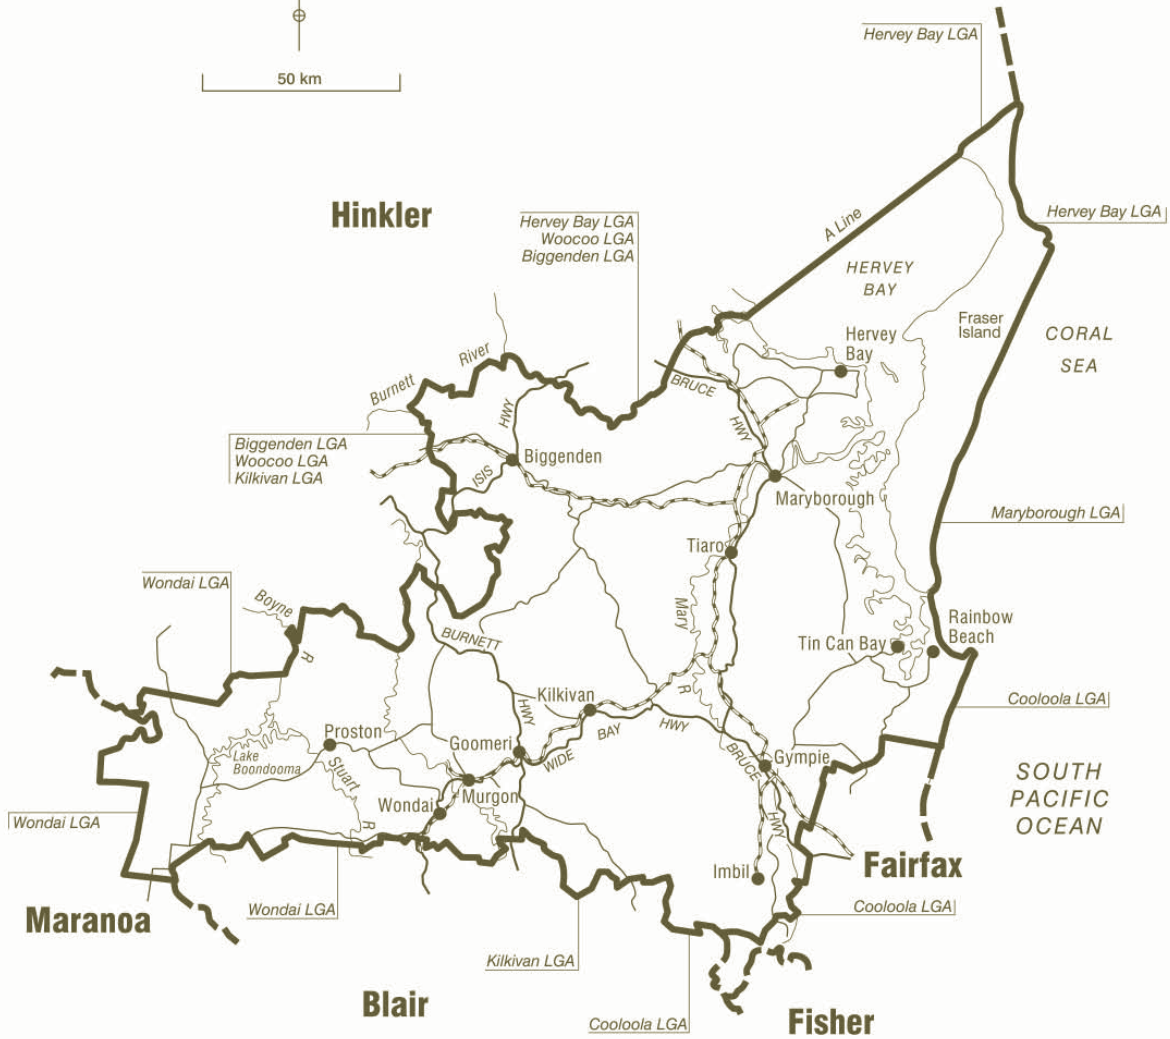 Hervey Bay LGA
50 km
Hinkler
Hervey Bay LGA
Woocoo LGA
Biggenden LGA
A Line
Hervey Bay LGA
HERVEY
BAY
Fraser
Island
CORAL
SEA
Hervey
Bay
River
Burnett
BRUCE
HWY
HWY
Biggenden LGA
Woocoo LGA
Kilkivan LGA
Biggenden
ISIS
Maryborough
Maryborough LGA
Tiaro
Wondai LGA
Boyne
R
Mary
R
BURNETT
HWY
Rainbow
Beach
Tin Can Bay
Kilkivan
Cooloola LGA
WIDE
BAY
HWY
Proston
Goomeri
Lake
Boondooma
Stuart
R
BRUCE
HWY
Gympie
Murgon
Wondai
SOUTH
PACIFIC
OCEAN
Wondai LGA
Imbil
Fairfax
Maranoa
Wondai LGA
Cooloola LGA
Kilkivan LGA
Blair
Cooloola LGA
Fisher